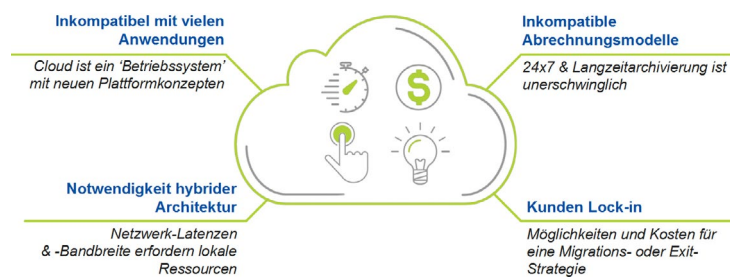 Inkompatibel mit vielen
Anwendungen
Cloud ist ein 'Betriebssystem'
mit neuen Plattformkonzepten
Inkompatible
Abrechnungsmodelle
24x7 & Langzeitarchivierung ist
unerschwinglich
$
Notwendigkeit hybrider
Architektur
Netzwerk-Latenzen
& -Bandbreite erfordern lokale
Ressourcen
Kunden Lock-in
Möglichkeiten und Kosten für
eine Migrations- oder Exit-
Strategie